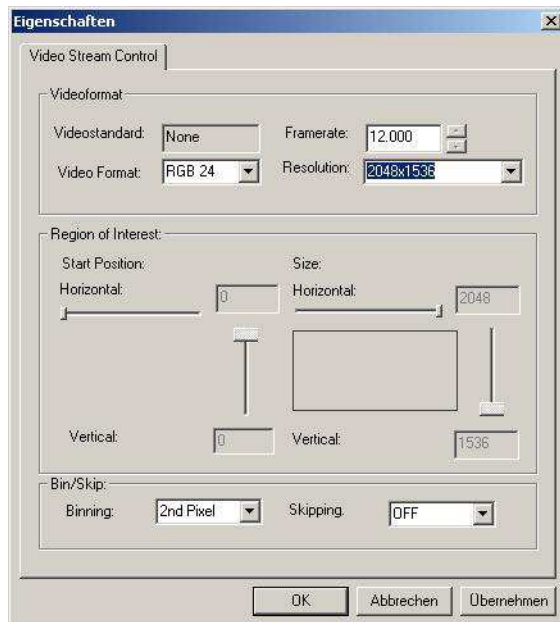 Eigenschaften
Video Stream Control
Videoformat
Videostandard: None Framerate: 12.000
Video Format: RGB 24 Resolution: 2048x1536
Region of Interest:
Start Position: Size:
Horizontal: 0 Horizontal: 2048
Vertical: 0 Vertical: 1536
Bin/Skip:
Binning: 2nd Pixel Skipping. OFF
OK Abbrechen Übernehmen